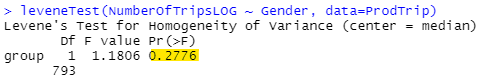 > leveneTest(NumberOfTripsLOG ~ Gender, data=ProdTrip)
Levene's Test for Homogeneity of Variance (center = median)
Df F value Pr(>F)
group 1 1.1806 0.2776
793